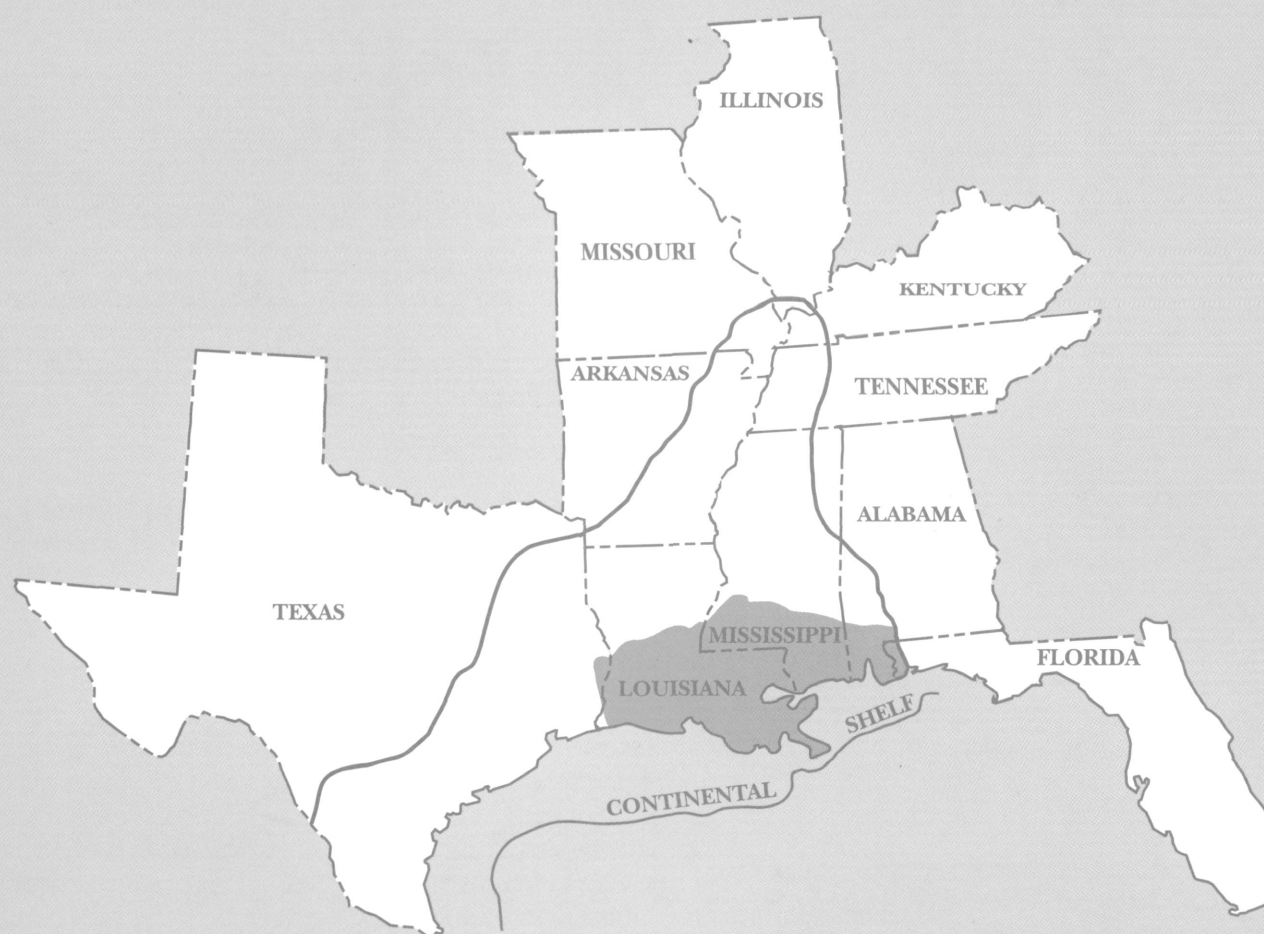 ILLINOIS
MISSOURI
KENTUCKY
ARKANSAS
TENNESSEE
ALABAMA
TEXAS
MISSISSIPPI
FLORIDA
LOUISIANA
SHELF
CONTINENTAL